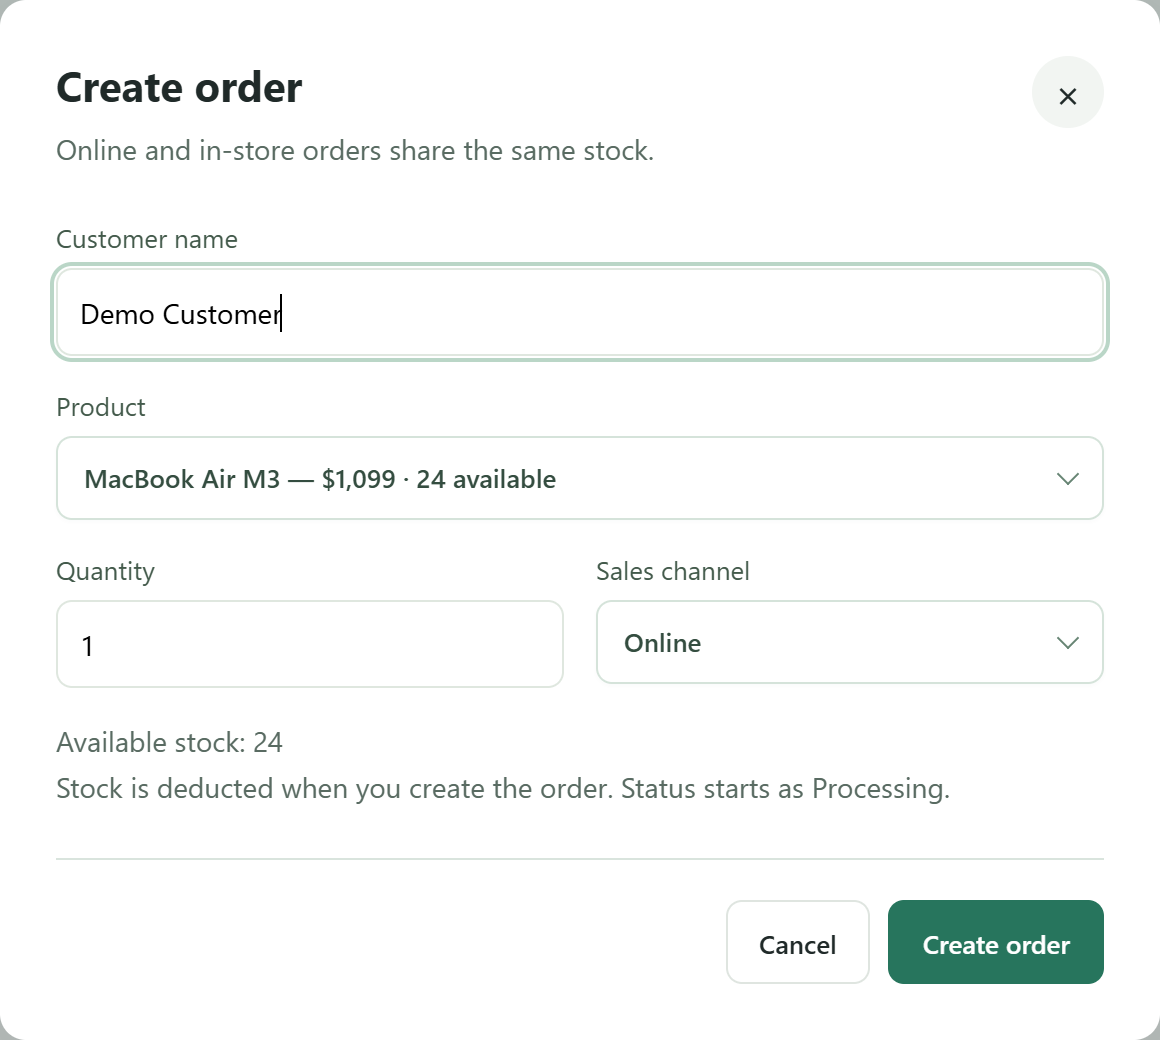 Create order
Online and in-store orders share the same stock.
Customer name
Demo Customer
Product
MacBook Air M3 — $1,099 · 24 available
Quantity
Sales channel
1
Online
Available stock: 24
Stock is deducted when you create the order. Status starts as Processing.
Cancel
Create order